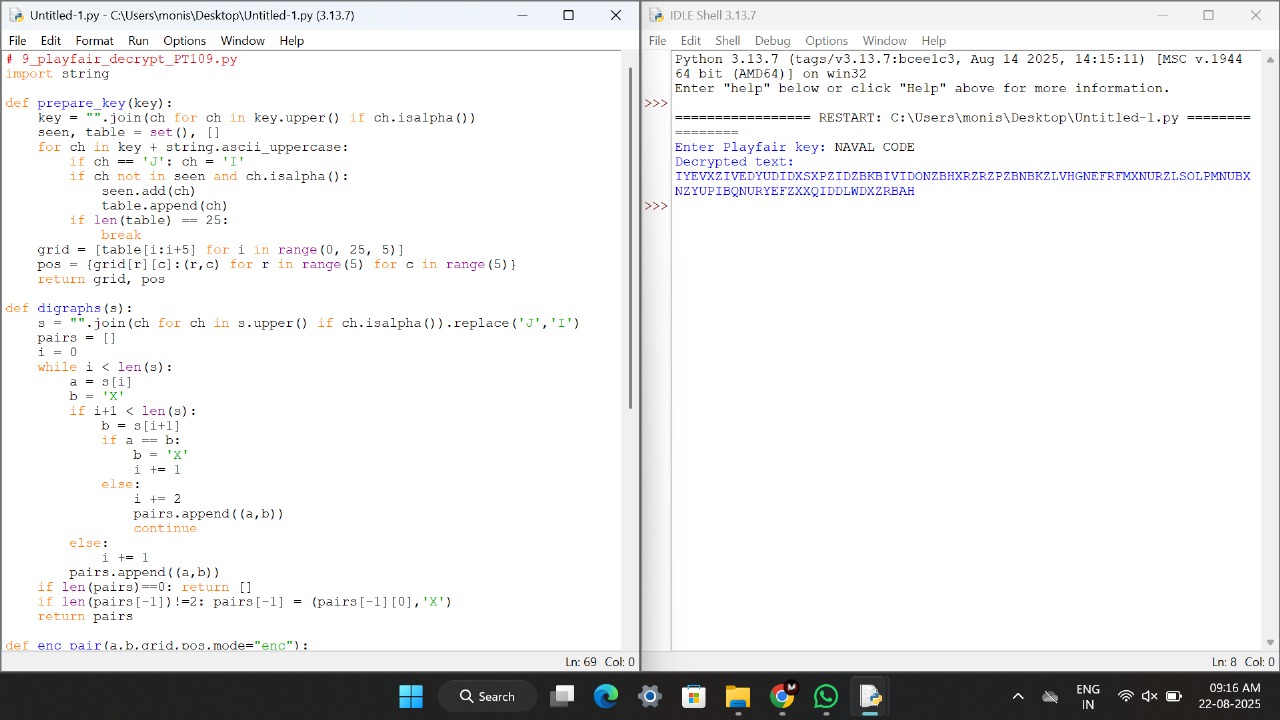 Untitled-1.py - C:\Users\monis\Desktop\Untitled-1.py (3.13.7)
File Edit Format Run Options Window Help
# 9_playfair_decrypt_PT109.py
import string
def prepare_key(key):
    key = "".join(ch for ch in key.upper() if ch.isalpha())
    seen, table = set(), []
    for ch in key + string.ascii_uppercase:
        if ch == 'J': ch = 'I'
        if ch not in seen and ch.isalpha():
            seen.add(ch)
            table.append(ch)
        if len(table) == 25:
            break
    grid = [table[i:i+5] for i in range(0, 25, 5)]
    pos = {grid[r][c]:(r,c) for r in range(5) for c in range(5)}
    return grid, pos
def digraphs(s):
    s = "".join(ch for ch in s.upper() if ch.isalpha()).replace('J','I')
    pairs = []
    i = 0
    while i < len(s):
        a = s[i]
        b = 'X'
        if i+1 < len(s):
            b = s[i+1]
            if a == b:
                b = 'X'
                i += 1
            else:
                i += 2
                pairs.append((a,b))
                continue
        else:
            i += 1
        pairs.append((a,b))
    if len(pairs)==0: return []
    if len(pairs[-1])!=2: pairs[-1] = (pairs[-1][0],'X')
    return pairs
def enc_pair(a,b,grid,pos,mode="enc"):
Ln: 69 Col: 0
IDLE Shell 3.13.7
File Edit Shell Debug Options Window Help
Python 3.13.7 (tags/v3.13.7:bcee1c3, Aug 14 2025, 14:15:11) [MSC v.1944
64 bit (AMD64)] on win32
Enter "help" below or click "Help" above for more information.
>>>
================= RESTART: C:\Users\monis\Desktop\Untitled-1.py ========
========
Enter Playfair key: NAVAL CODE
Decrypted text:
IYEVXZIVEDYUDIDXSXPZIDZBKBIVIDONZBHXRZRZPZBNBKZLVHGNEFRFMXNURZLSOLPMNUBX
NZYUPIBQNURYEFZXXQIDDLWDXZRBAH
>>>
Ln: 8 Col: 0
Search
M
ENG
IN
09:16 AM
22-08-2025